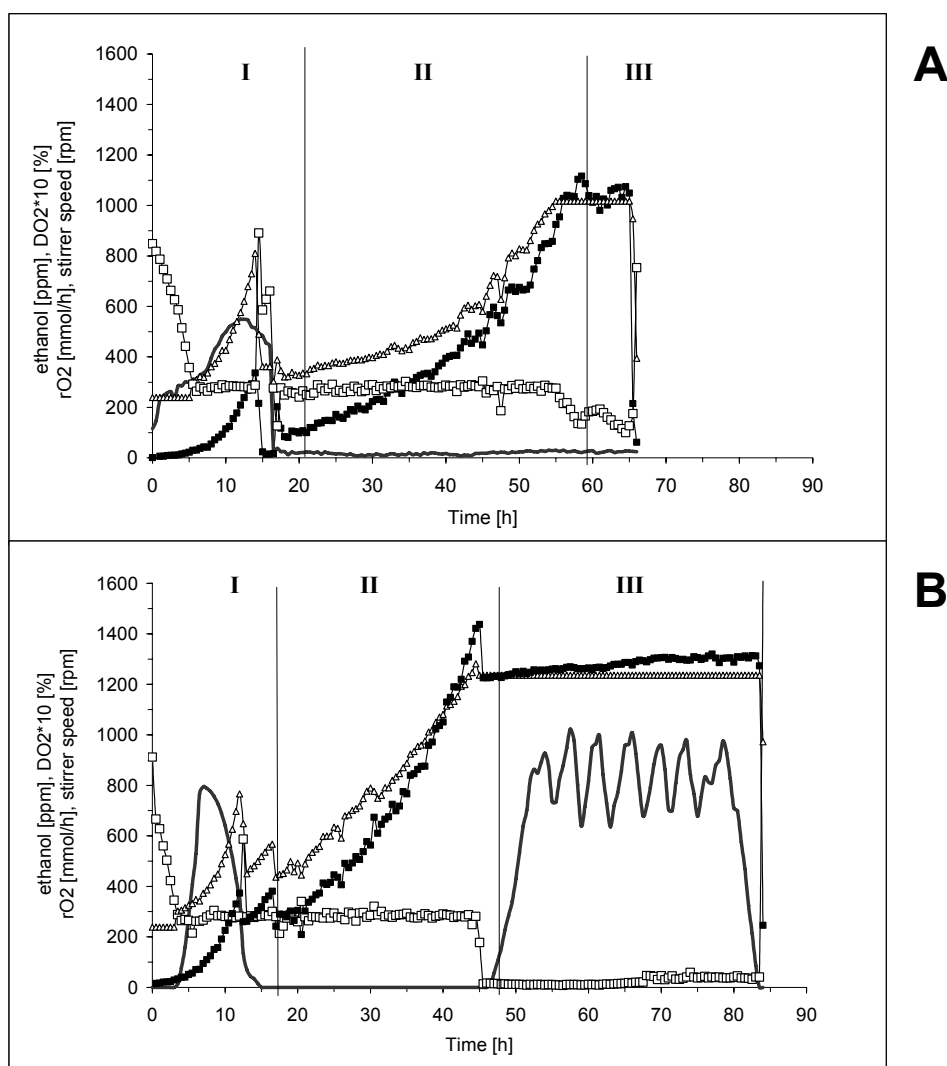 A
I II III
1600
1400
1200
1000
800
600
400
200
0
ethanol [ppm], DO2*10 [%]
rO2 [mmol/h], stirrer speed [rpm]
0 10 20 30 40 50 60 70 80 90
Time [h]
B
I II III
1600
1400
1200
1000
800
600
400
200
0
ethanol [ppm], DO2*10 [%]
rO2 [mmol/h], stirrer speed [rpm]
0 10 20 30 40 50 60 70 80 90
Time [h]